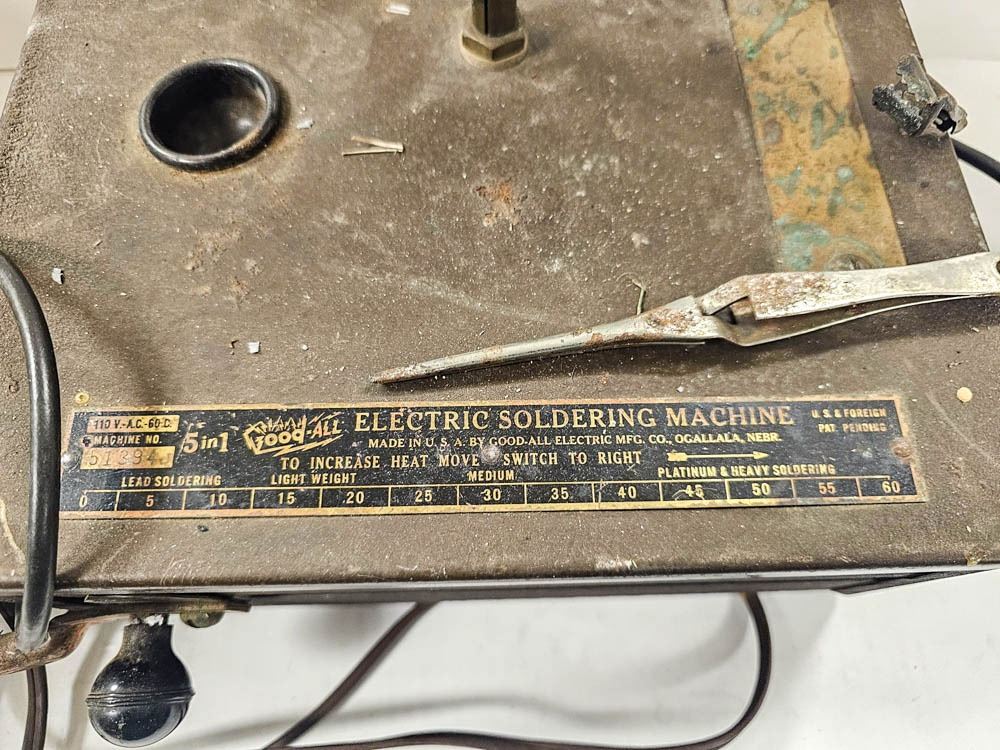 110 V.-A.C.-60 C.
MACHINE NO.
5 in 1 GOOD-ALL ELECTRIC SOLDERING MACHINE
U. S. & FOREIGN
PAT. PENDING
MADE IN U. S. A. BY GOOD-ALL ELECTRIC MFG. CO., OGALLALA, NEBR.
TO INCREASE HEAT MOVE SWITCH TO RIGHT
LEAD SOLDERING LIGHT WEIGHT MEDIUM PLATINUM & HEAVY SOLDERING
0 5 10 15 20 25 30 35 40 45 50 55 60